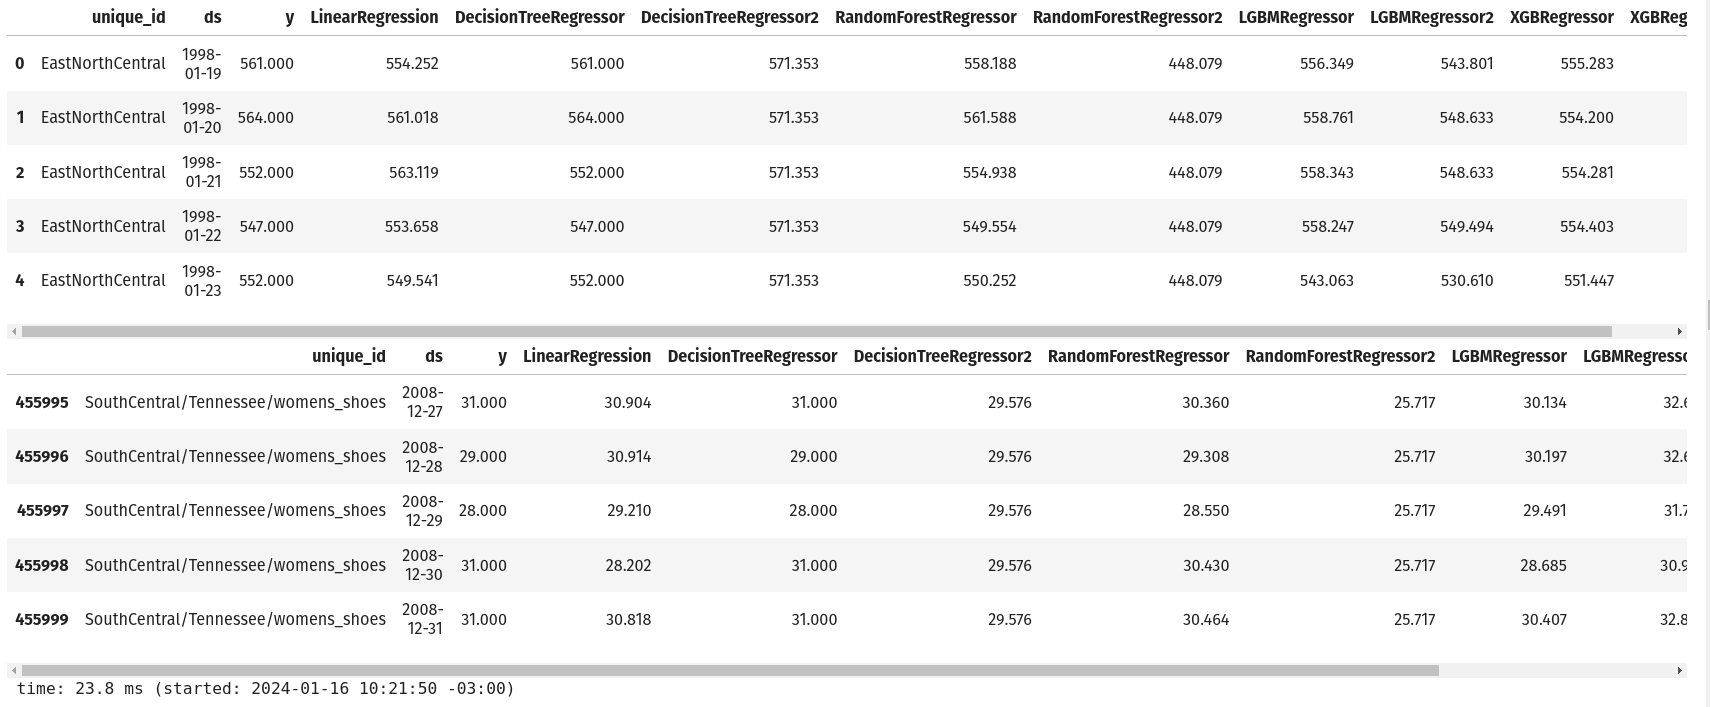 unique_id ds y LinearRegression DecisionTreeRegressor DecisionTreeRegressor2 RandomForestRegressor RandomForestRegressor2 LGBMRegressor LGBMRegressor2 XGBRegressor XGBReg
0 EastNorthCentral 1998-01-19 561.000 554.252 561.000 571.353 558.188 448.079 556.349 543.801 555.283
1 EastNorthCentral 1998-01-20 564.000 561.018 564.000 571.353 561.588 448.079 558.761 548.633 554.200
2 EastNorthCentral 1998-01-21 552.000 563.119 552.000 571.353 554.938 448.079 558.343 548.633 554.281
3 EastNorthCentral 1998-01-22 547.000 553.658 547.000 571.353 549.554 448.079 558.247 549.494 554.403
4 EastNorthCentral 1998-01-23 552.000 549.541 552.000 571.353 550.252 448.079 543.063 530.610 551.447
unique_id ds y LinearRegression DecisionTreeRegressor DecisionTreeRegressor2 RandomForestRegressor RandomForestRegressor2 LGBMRegressor LGBMRegresso
455995 SouthCentral/Tennessee/womens_shoes 2008-12-27 31.000 30.904 31.000 29.576 30.360 25.717 30.134 32.6
455996 SouthCentral/Tennessee/womens_shoes 2008-12-28 29.000 30.914 29.000 29.576 29.308 25.717 30.197 32.6
455997 SouthCentral/Tennessee/womens_shoes 2008-12-29 28.000 29.210 28.000 29.576 28.550 25.717 29.491 31.7
455998 SouthCentral/Tennessee/womens_shoes 2008-12-30 31.000 28.202 31.000 29.576 30.430 25.717 28.685 30.9
455999 SouthCentral/Tennessee/womens_shoes 2008-12-31 31.000 30.818 31.000 29.576 30.464 25.717 30.407 32.8
time: 23.8 ms (started: 2024-01-16 10:21:50 -03:00)